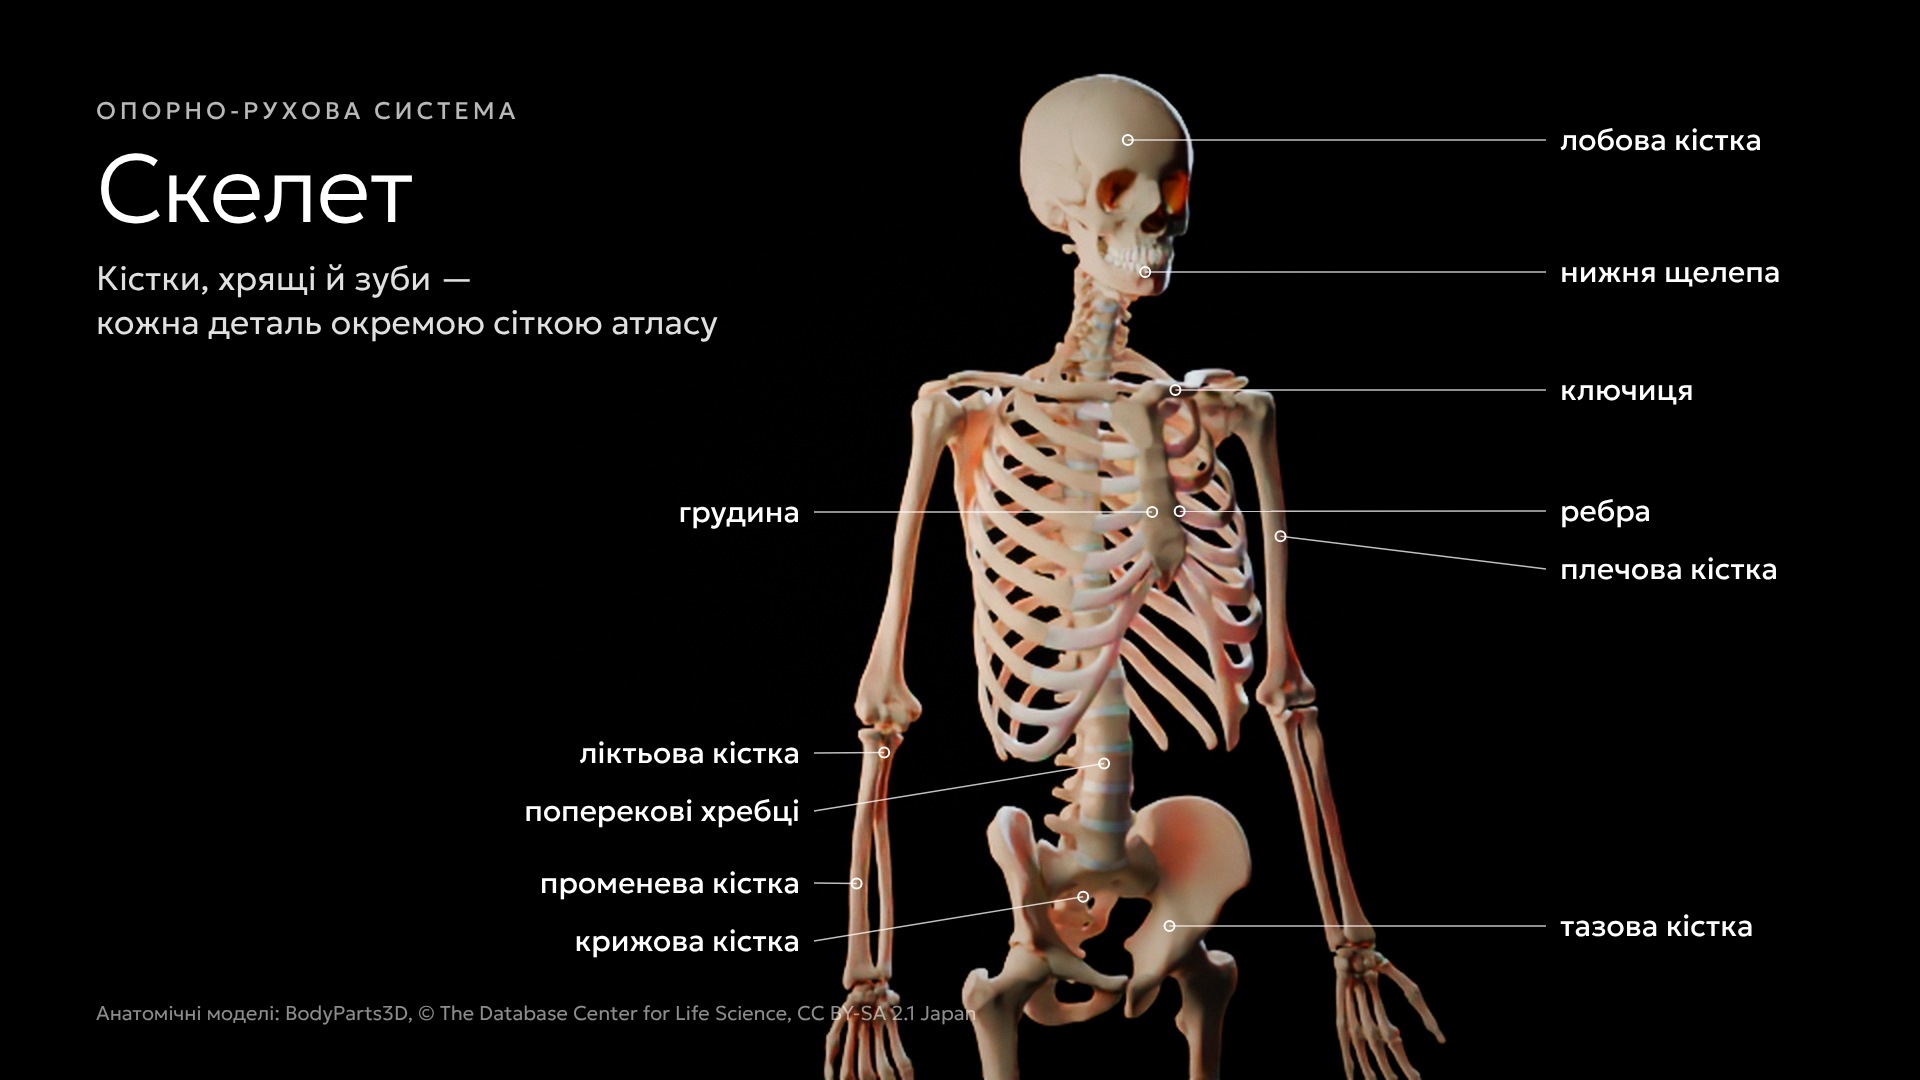 ОПОРНО-РУХОВА СИСТЕМА
Скелет
Кістки, хрящі й зуби —
кожна деталь окремою сіткою атласу
лобова кістка
нижня щелепа
ключиця
грудина
ребра
плечова кістка
ліктьова кістка
поперекові хребці
променева кістка
крижова кістка
тазова кістка
Анатомічні моделі: BodyParts3D, © The Database Center for Life Science, CC BY-SA 2.1 Japan